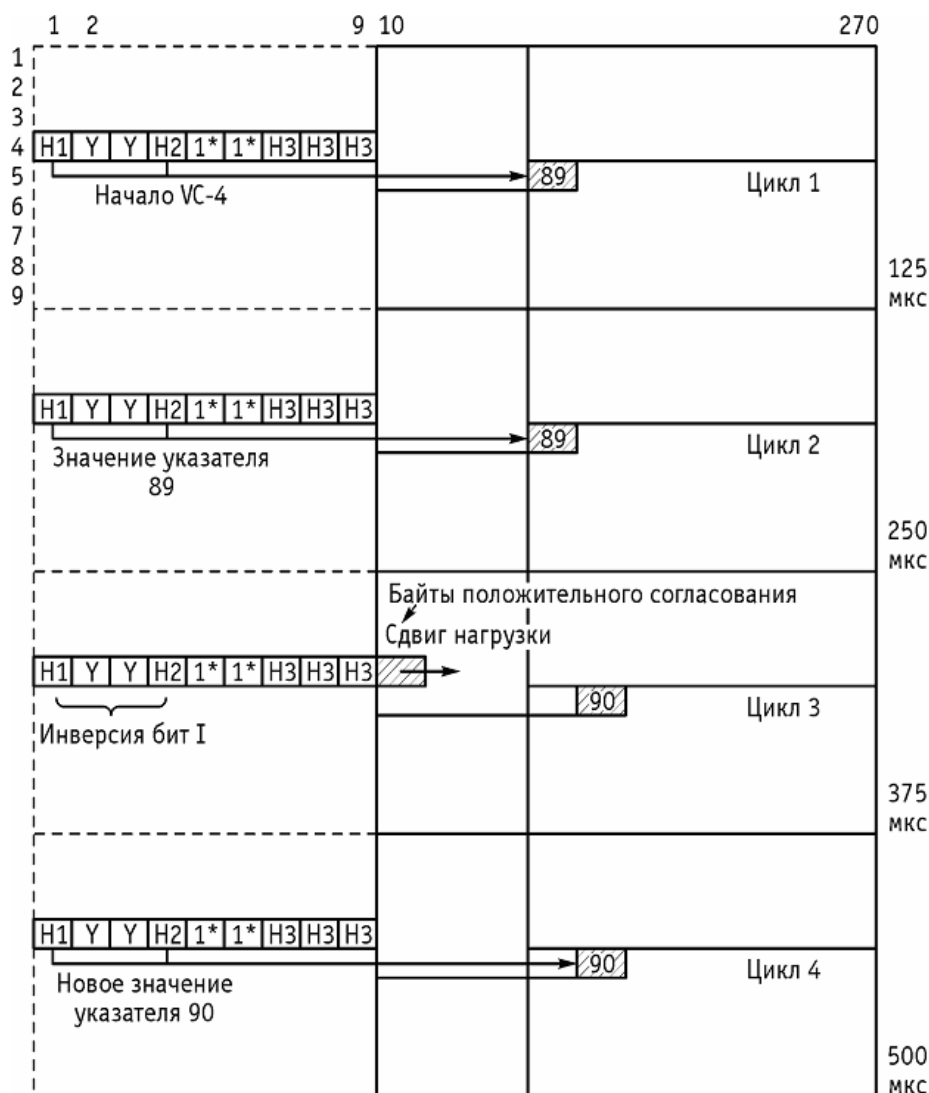 1 2 9 10 270
1
2
3
4 H1 Y Y H2 1* 1* H3 H3 H3
5 89 Цикл 1
Начало VC-4
6
7
8 125
9 мкс
H1 Y Y H2 1* 1* H3 H3 H3
89 Цикл 2
Значение указателя
89
250
мкс
Байты положительного согласования
Сдвиг нагрузки
H1 Y Y H2 1* 1* H3 H3 H3
90 Цикл 3
Инверсия бит I
375
мкс
H1 Y Y H2 1* 1* H3 H3 H3
90 Цикл 4
Новое значение
указателя 90
500
мкс